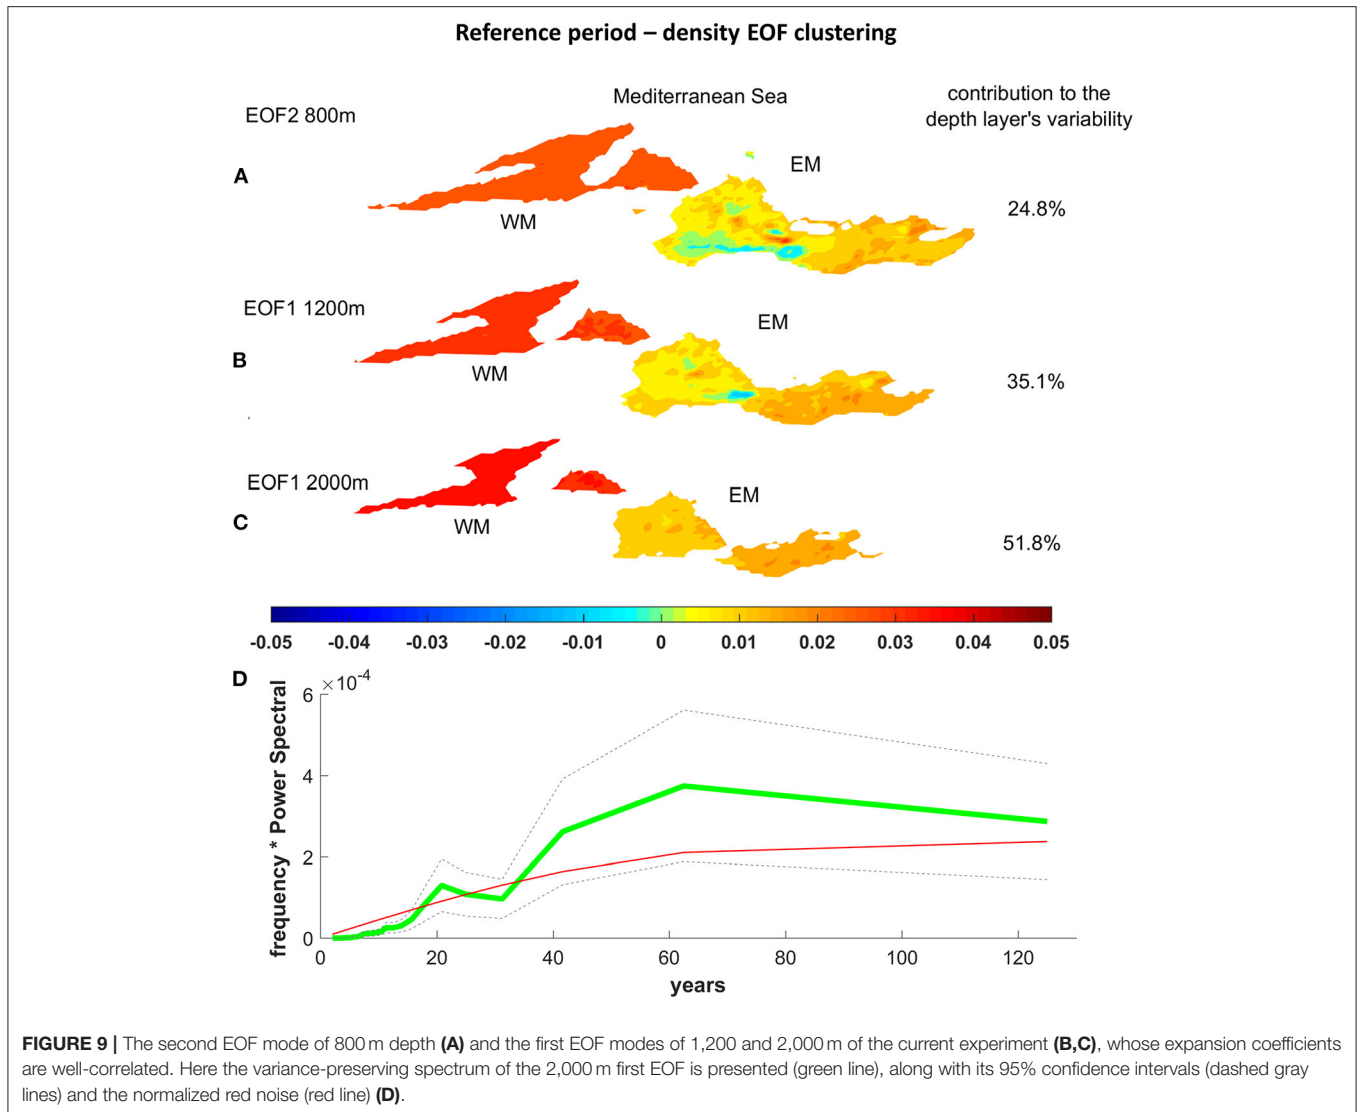 Reference period – density EOF clustering
Mediterranean Sea
contribution to the
depth layer's variability
EOF2 800m
A
EM
WM
24.8%
EOF1 1200m
B
EM
WM
35.1%
EOF1 2000m
C
EM
WM
51.8%
-0.05 -0.04 -0.03 -0.02 -0.01 0 0.01 0.02 0.03 0.04 0.05
D
×10⁻⁴
frequency * Power Spectral
6
4
2
0
0 20 40 60 80 100 120
years
FIGURE 9 | The second EOF mode of 800 m depth (A) and the first EOF modes of 1,200 and 2,000 m of the current experiment (B,C), whose expansion coefficients
are well-correlated. Here the variance-preserving spectrum of the 2,000 m first EOF is presented (green line), along with its 95% confidence intervals (dashed gray
lines) and the normalized red noise (red line) (D).